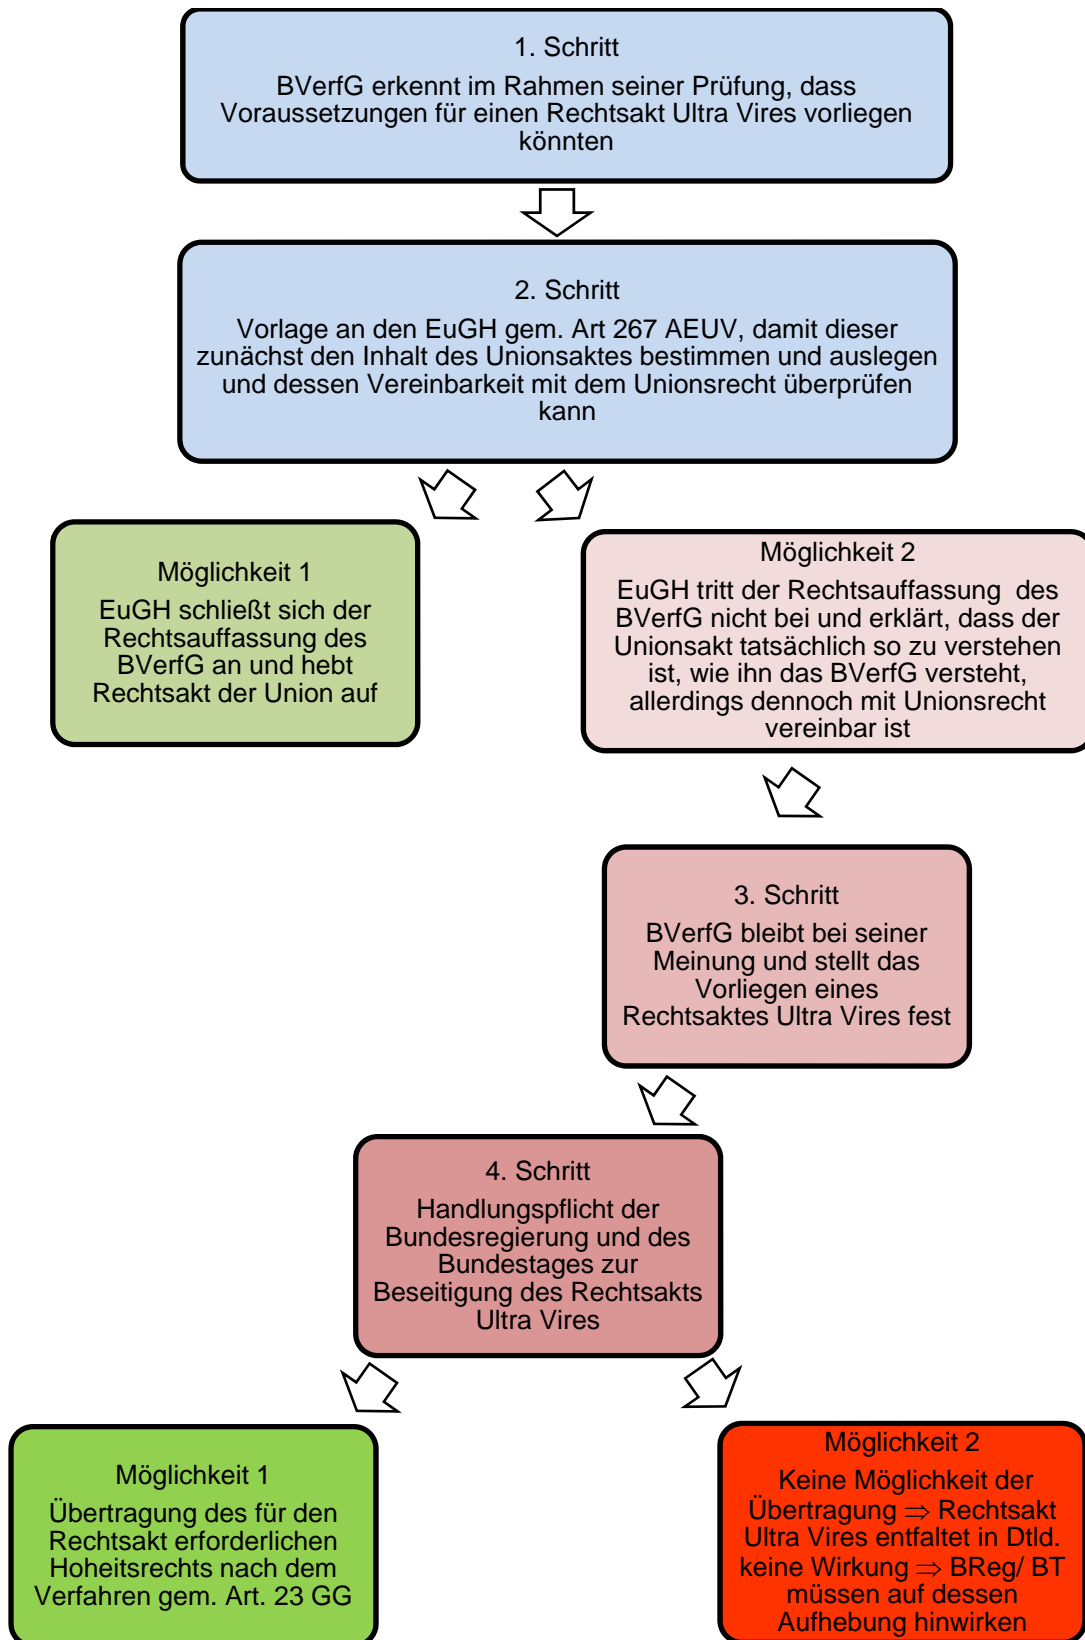 1. Schritt
BVerfG erkennt im Rahmen seiner Prüfung, dass
Voraussetzungen für einen Rechtsakt Ultra Vires vorliegen
könnten
2. Schritt
Vorlage an den EuGH gem. Art 267 AEUV, damit dieser
zunächst den Inhalt des Unionsaktes bestimmen und auslegen
und dessen Vereinbarkeit mit dem Unionsrecht überprüfen
kann
Möglichkeit 1
EuGH schließt sich der
Rechtsauffassung des
BVerfG an und hebt
Rechtsakt der Union auf
Möglichkeit 2
EuGH tritt der Rechtsauffassung des
BVerfG nicht bei und erklärt, dass der
Unionsakt tatsächlich so zu verstehen
ist, wie ihn das BVerfG versteht,
allerdings dennoch mit Unionsrecht
vereinbar ist
3. Schritt
BVerfG bleibt bei seiner
Meinung und stellt das
Vorliegen eines
Rechtsaktes Ultra Vires fest
4. Schritt
Handlungspflicht der
Bundesregierung und des
Bundestages zur
Beseitigung des Rechtsakts
Ultra Vires
Möglichkeit 1
Übertragung des für den
Rechtsakt erforderlichen
Hoheitsrechts nach dem
Verfahren gem. Art. 23 GG
Möglichkeit 2
Keine Möglichkeit der
Übertragung ⇒ Rechtsakt
Ultra Vires entfaltet in Dtld.
keine Wirkung ⇒ BReg/ BT
müssen auf dessen
Aufhebung hinwirken